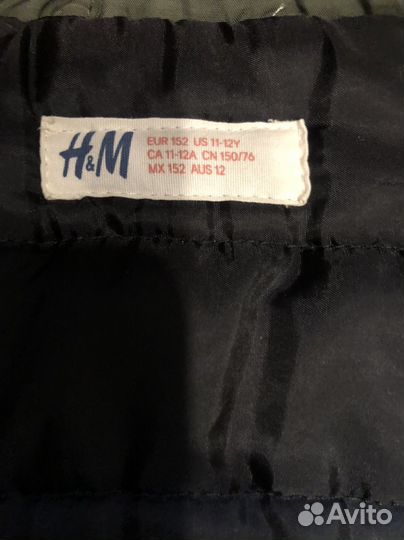 H&M
EUR 152 US 11-12Y
CA 11-12A CN 150/76
MX 152 AUS 12
Avito